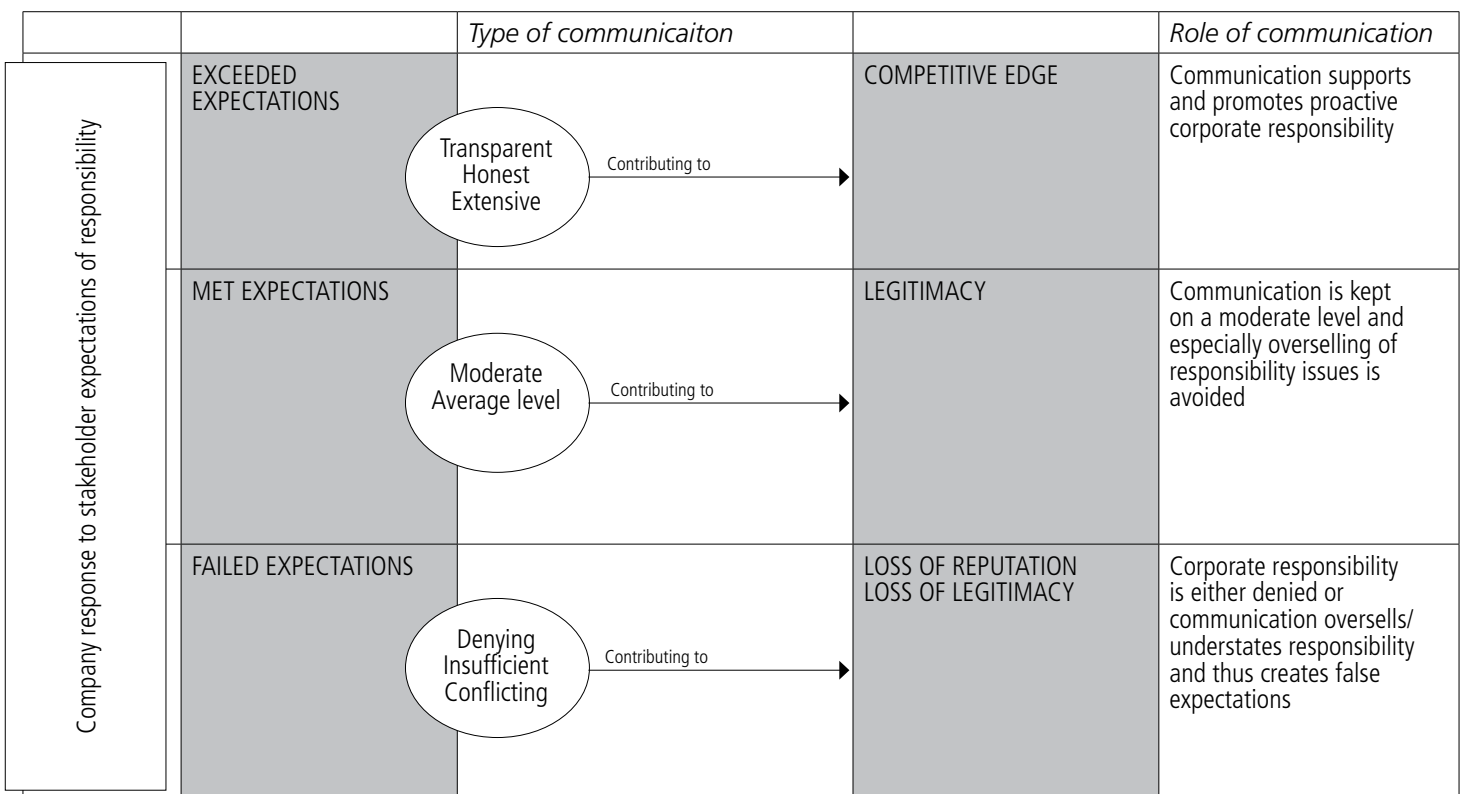 Type of communicaiton
Role of communication
Company response to stakeholder expectations of responsibility
EXCEEDED
EXPECTATIONS
Transparent
Honest
Extensive
Contributing to
COMPETITIVE EDGE
Communication supports
and promotes proactive
corporate responsibility
MET EXPECTATIONS
Moderate
Average level
Contributing to
LEGITIMACY
Communication is kept
on a moderate level and
especially overselling of
responsibility issues is
avoided
FAILED EXPECTATIONS
Denying
Insufficient
Conflicting
Contributing to
LOSS OF REPUTATION
LOSS OF LEGITIMACY
Corporate responsibility
is either denied or
communication oversells/
understates responsibility
and thus creates false
expectations